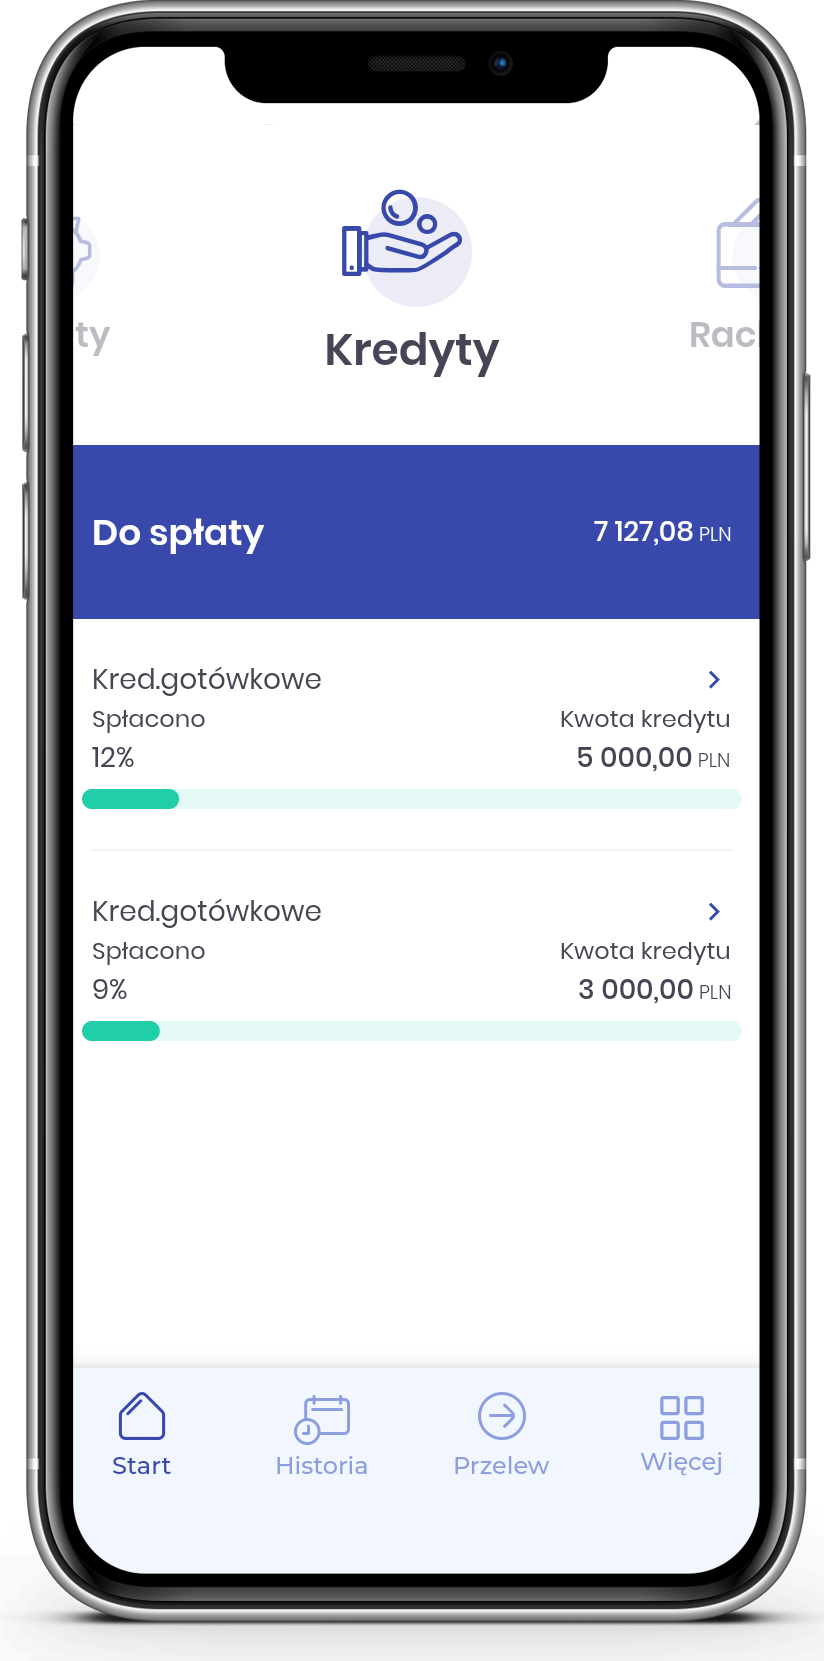 ty
Kredyty
Rac
Do spłaty
7 127,08 PLN
Kred.gotówkowe
Spłacono
Kwota kredytu
12%
5 000,00 PLN
Kred.gotówkowe
Spłacono
Kwota kredytu
9%
3 000,00 PLN
Start
Historia
Przelew
Więcej